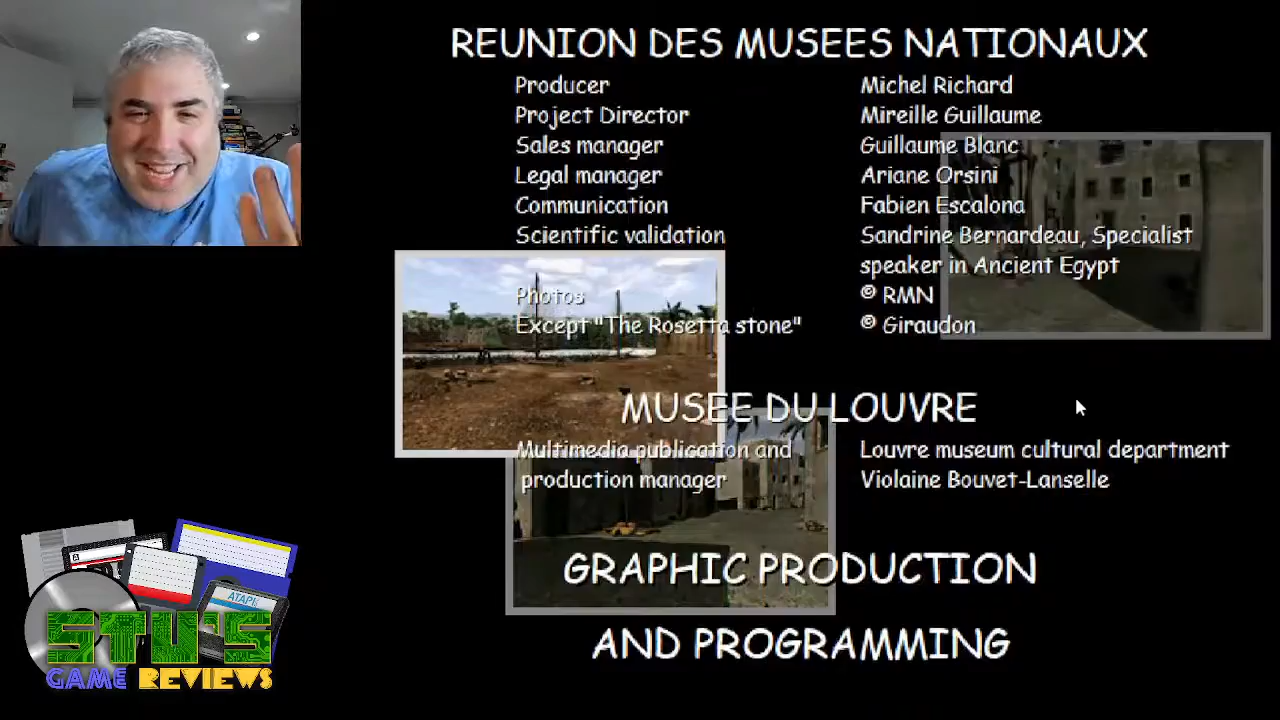 REUNION DES MUSEES NATIONAUX
Producer Michel Richard
Project Director Mireille Guillaume
Sales manager Guillaume Blanc
Legal manager Ariane Orsini
Communication Fabien Escalona
Scientific validation Sandrine Bernardeau, Specialist
speaker in Ancient Egypt
Photos © RMN
Except "The Rosetta stone" © Giraudon
MUSEE DU LOUVRE
Multimedia publication and Louvre museum cultural department
production manager Violaine Bouvet-Lanselle
GRAPHIC PRODUCTION
AND PROGRAMMING
ATAPI
STU'S
GAME REVIEWS